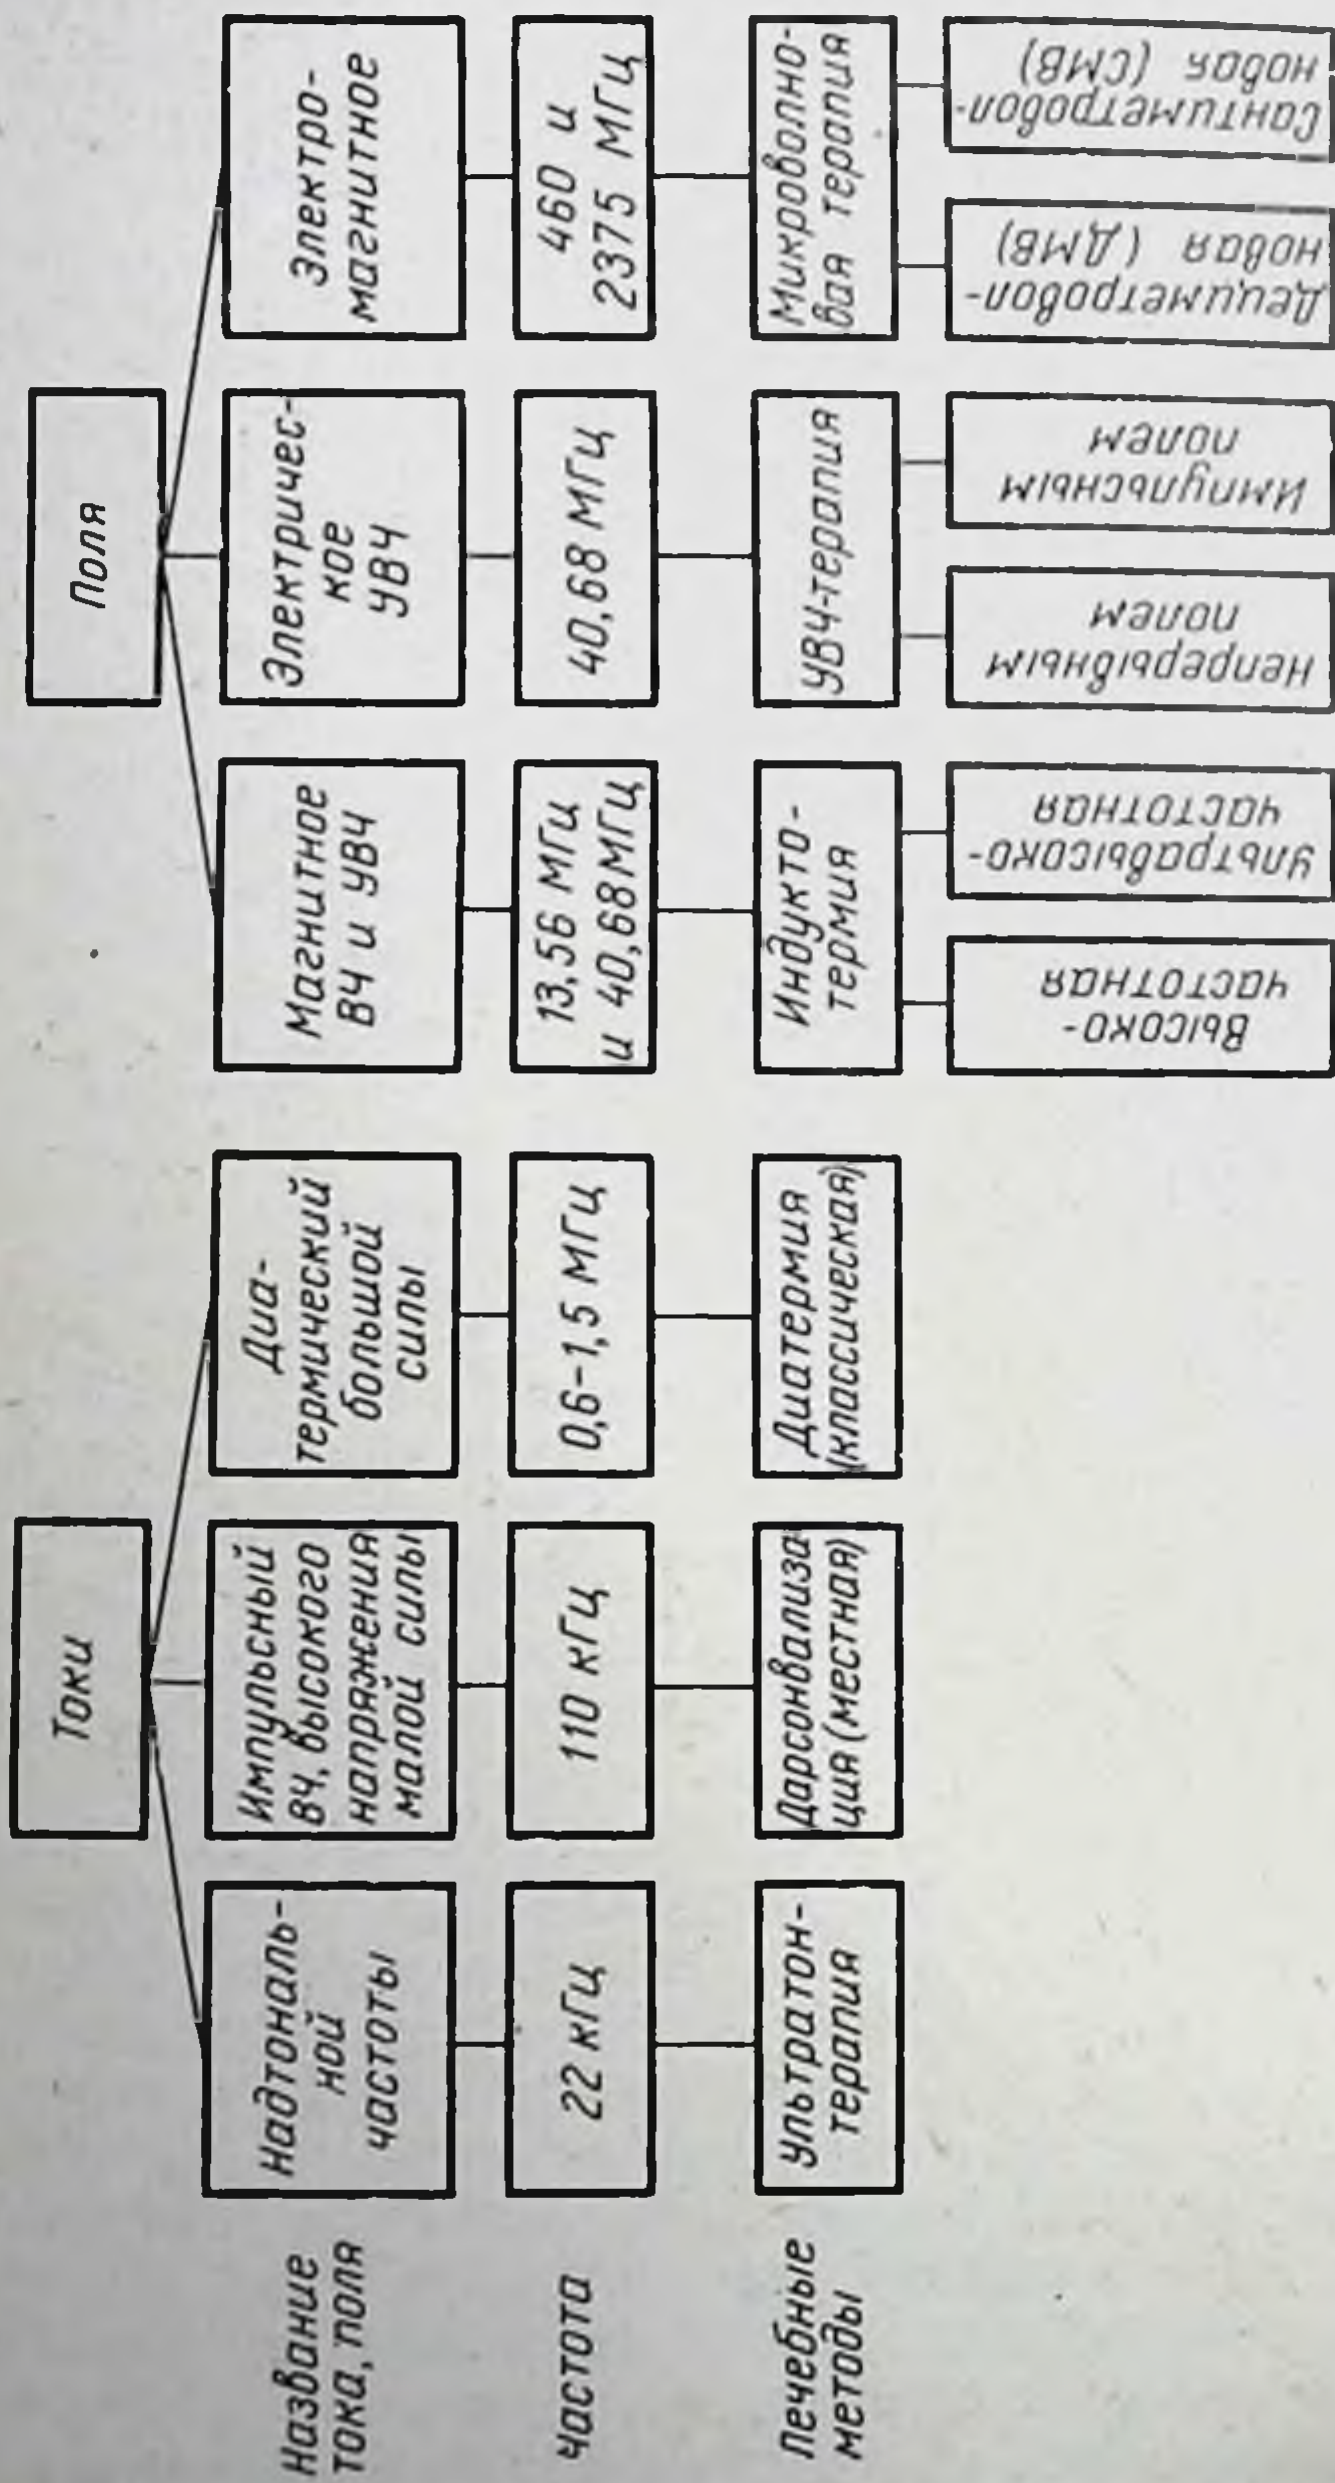 Токи
Поля
Название
тока, поля
Надтональ-
ной
частоты
Импульсный
ВЧ, высокого
напряжения
малой силы
Диа-
термический
большой
силы
Магнитное
ВЧ и УВЧ
Электричес-
кое
УВЧ
Электро-
магнитное
Частота
22 кГц
110 кГц
0,6-1,5 МГц
13,56 МГц
и 40,68 МГц
40,68 МГц
460 и
2375 МГц
Лечебные
методы
Ультратон-
терапия
Дарсонвализа-
ция (местная)
Диатермия
(классическая)
Индукто-
термия
УВЧ-терапия
Микроволно-
вая терапия
Высоко-
частотная
Ультравысоко-
частотная
Непрерывным
полем
Импульсным
полем
Дециметровол-
новая (ДМВ)
Сантиметровол-
новая (СМВ)